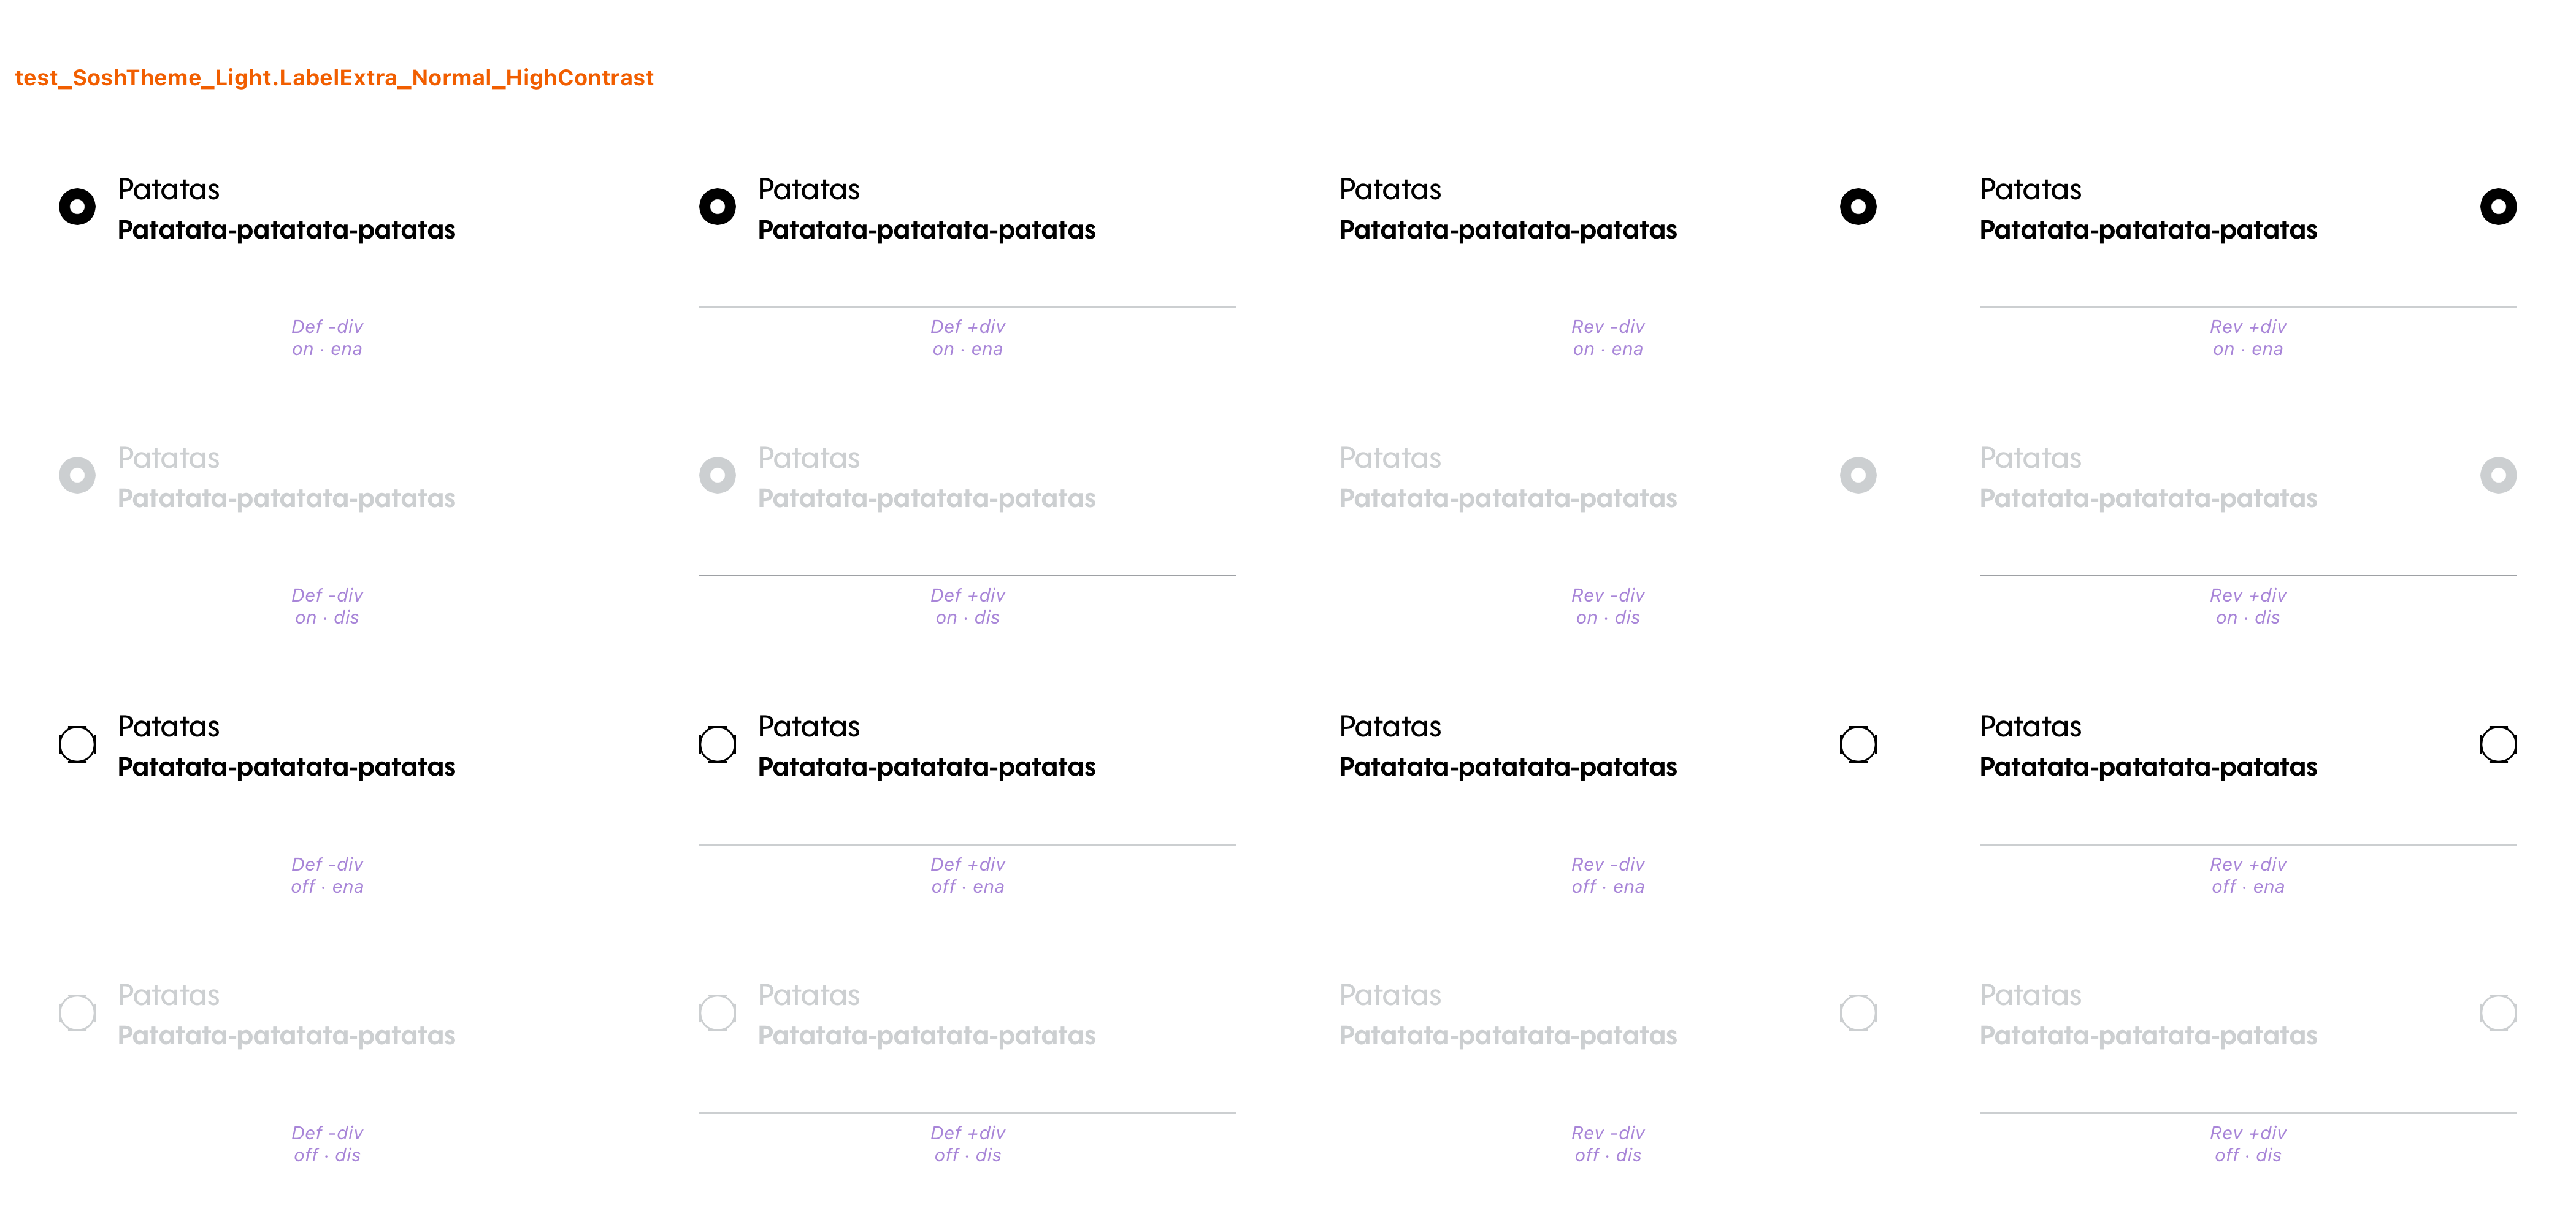 test_SoshTheme_Light.LabelExtra_Normal_HighContrast
Patatas
Patatata-patatata-patatas
Def -div
on · ena
Patatas
Patatata-patatata-patatas
Def +div
on · ena
Patatas
Patatata-patatata-patatas
Rev -div
on · ena
Patatas
Patatata-patatata-patatas
Rev +div
on · ena
Patatas
Patatata-patatata-patatas
Def -div
on · dis
Patatas
Patatata-patatata-patatas
Def +div
on · dis
Patatas
Patatata-patatata-patatas
Rev -div
on · dis
Patatas
Patatata-patatata-patatas
Rev +div
on · dis
Patatas
Patatata-patatata-patatas
Def -div
off · ena
Patatas
Patatata-patatata-patatas
Def +div
off · ena
Patatas
Patatata-patatata-patatas
Rev -div
off · ena
Patatas
Patatata-patatata-patatas
Rev +div
off · ena
Patatas
Patatata-patatata-patatas
Def -div
off · dis
Patatas
Patatata-patatata-patatas
Def +div
off · dis
Patatas
Patatata-patatata-patatas
Rev -div
off · dis
Patatas
Patatata-patatata-patatas
Rev +div
off · dis